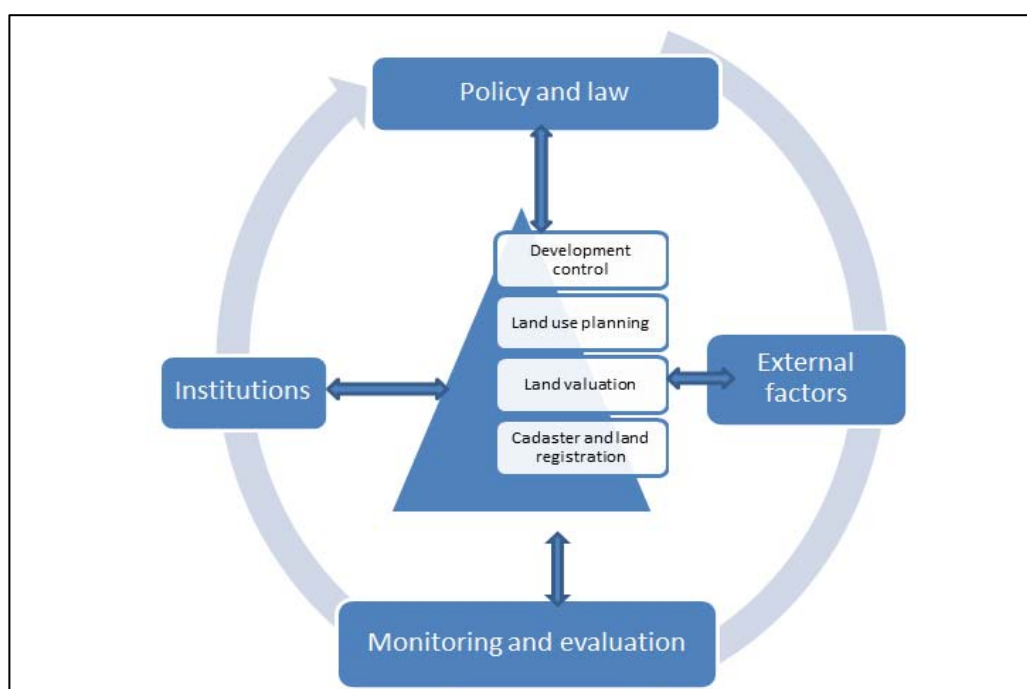 Policy and law
Development
control
Land use planning
Land valuation
Cadaster and land
registration
Institutions
External
factors
Monitoring and evaluation